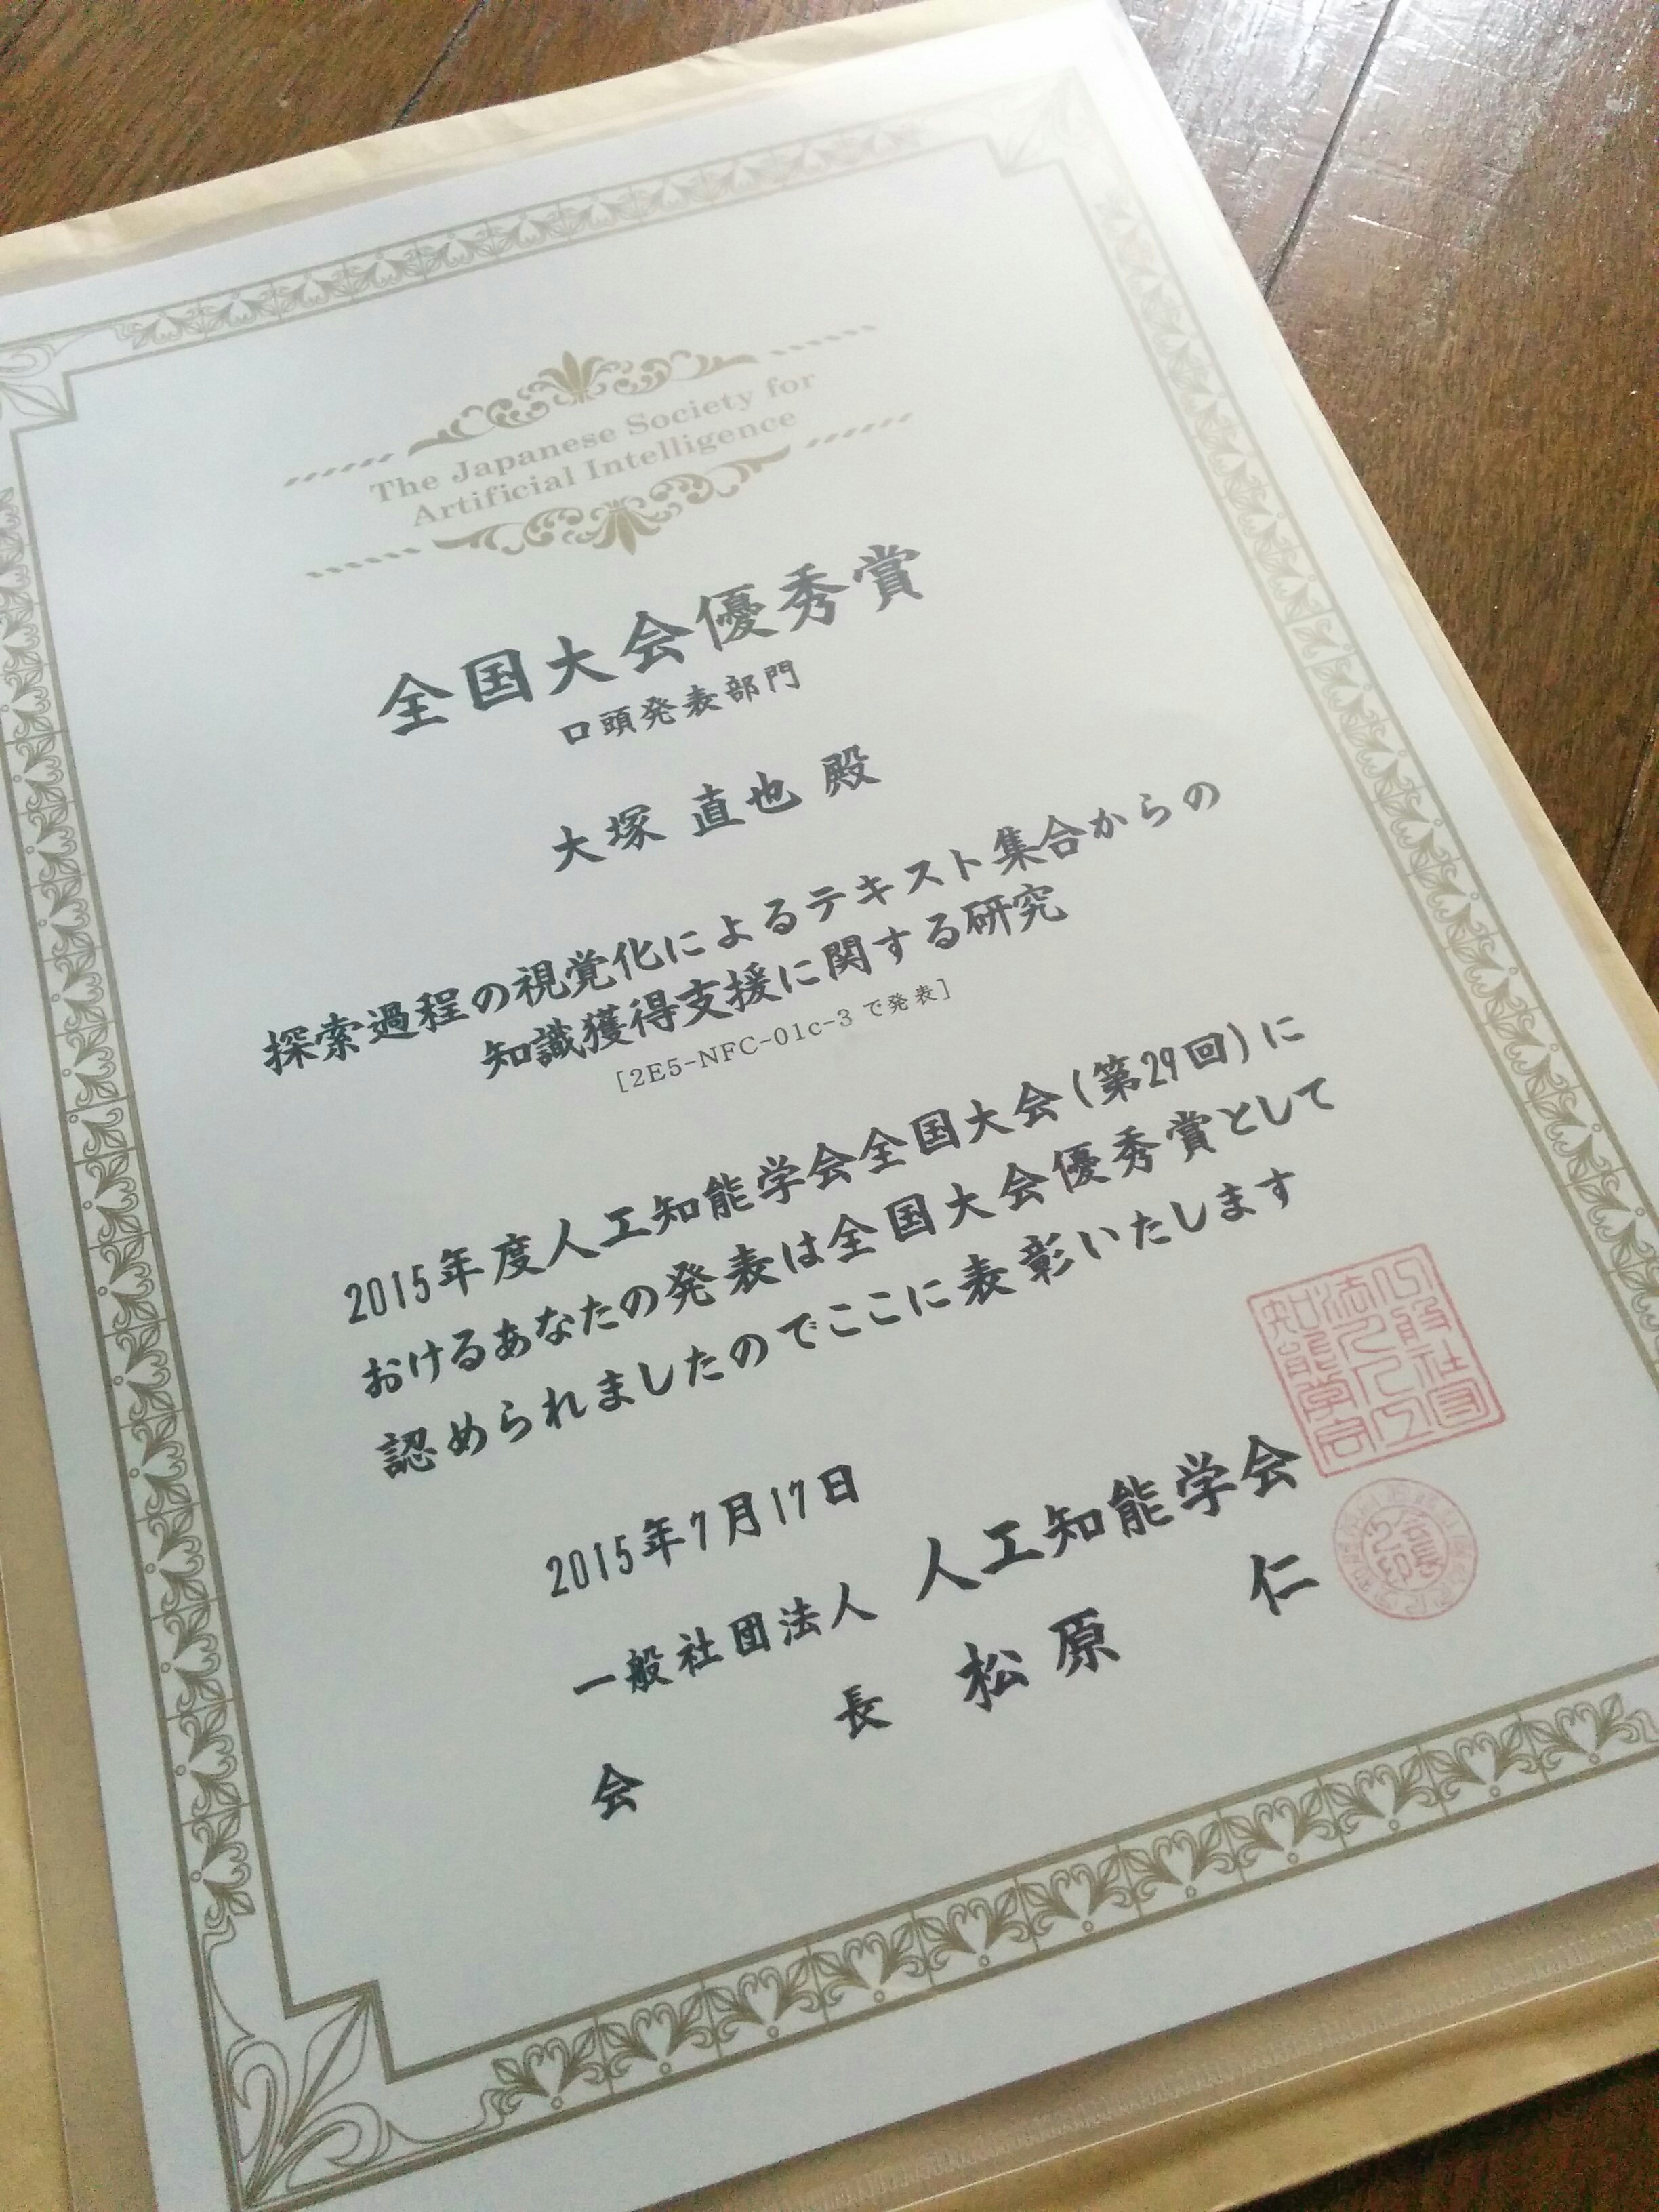 The Japanese Society for
Artificial Intelligence
全国大会優秀賞
口頭発表部門
大塚 直也 殿
探索過程の視覚化によるテキスト集合からの
知識獲得支援に関する研究
[2E5-NFC-01c-3 で発表]
2015年度人工知能学会全国大会(第29回)に
おけるあなたの発表は全国大会優秀賞として
認められましたのでここに表彰いたします
2015年7月17日
一般社団法人 人工知能学会
会 長 松原 仁